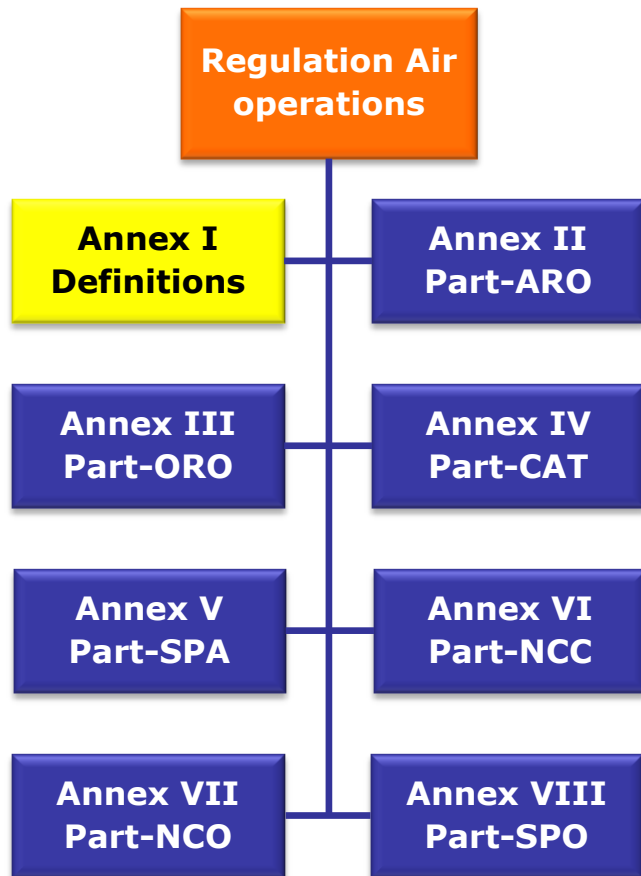 Regulation Air
operations
Annex I
Definitions
Annex II
Part-ARO
Annex III
Part-ORO
Annex IV
Part-CAT
Annex V
Part-SPA
Annex VI
Part-NCC
Annex VII
Part-NCO
Annex VIII
Part-SPO